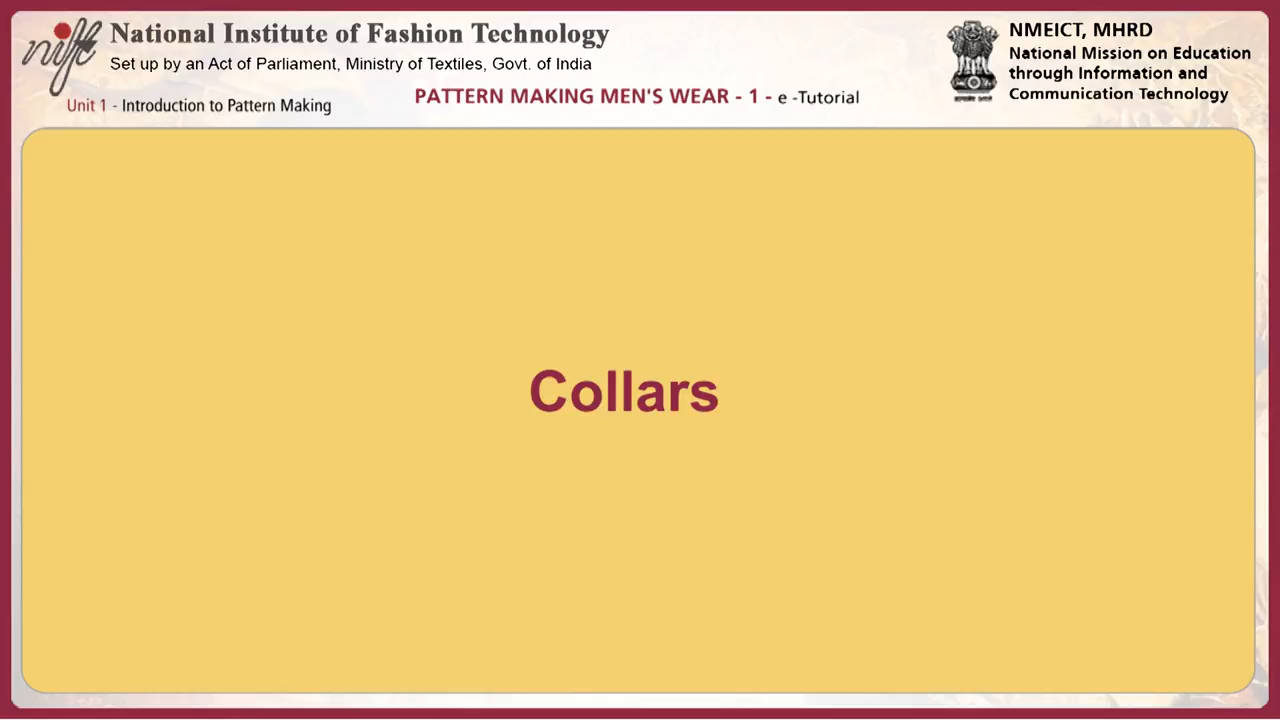 nift
National Institute of Fashion Technology
Set up by an Act of Parliament, Ministry of Textiles, Govt. of India
Unit 1 - Introduction to Pattern Making
PATTERN MAKING MEN'S WEAR - 1 - e -Tutorial
NMEICT, MHRD
National Mission on Education
through Information and
Communication Technology
Collars